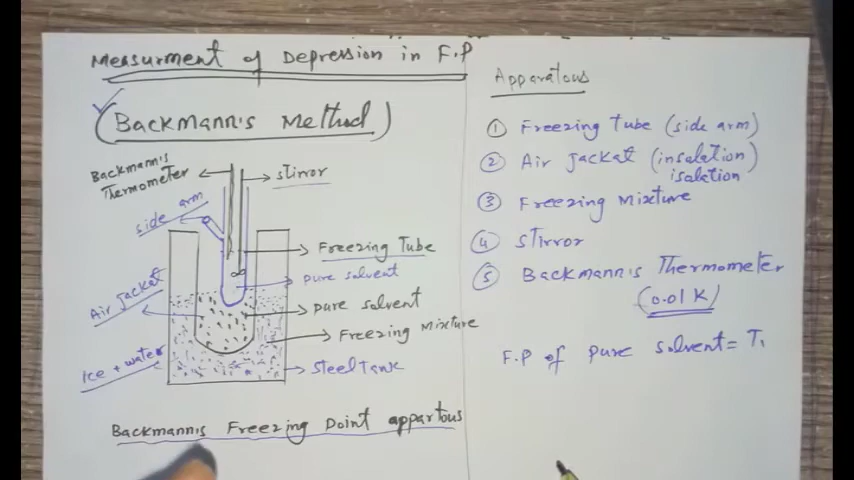 Measurment of Depression in F.P
(Backmann's Method)
Backmann's
Thermometer
stirror
side arm
Freezing Tube
pure solvent
Air jacket
pure solvent
Freezing Mixture
Ice + water
Steel Tank
Backmann's Freezing Point appartous
Apparatous
① Freezing Tube (side arm)
② Air jacket (insalation)
isalation
③ Freezing Mixture
④ Stirror
⑤ Backmann's Thermometer
(0.01 K)
F.P of pure solvent = T₁